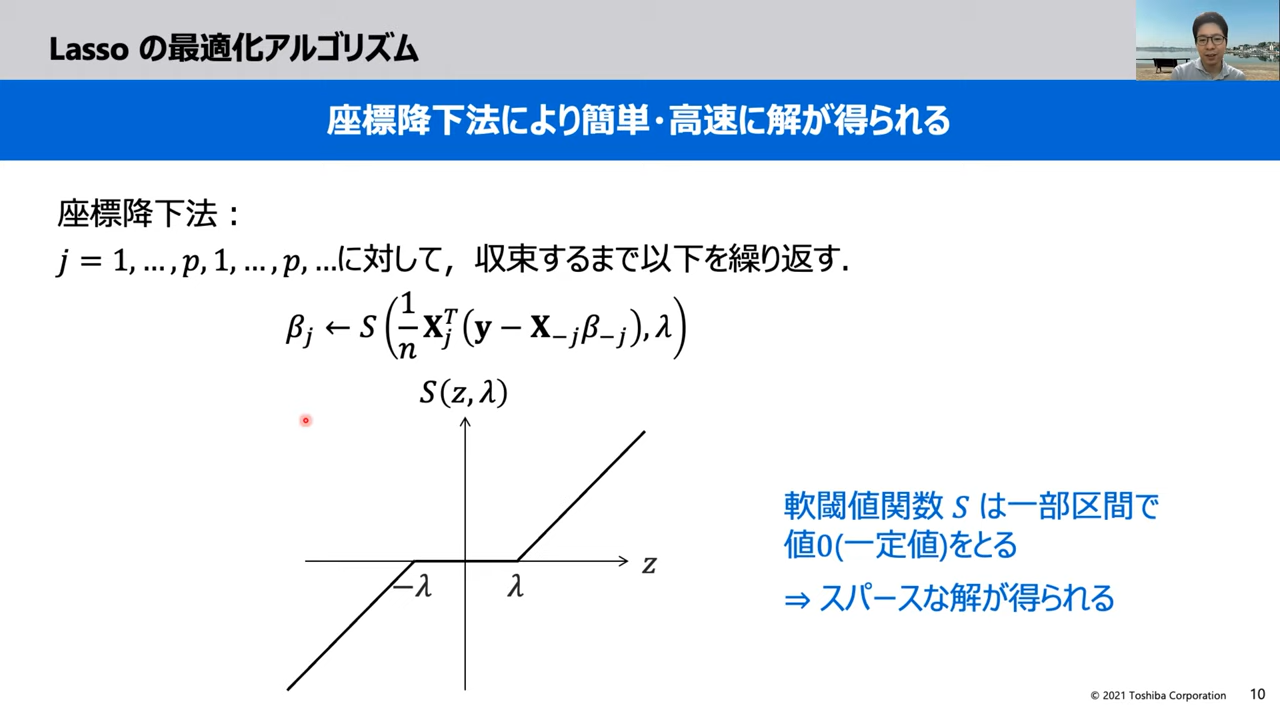 Lasso の最適化アルゴリズム
座標降下法により簡単・高速に解が得られる
座標降下法：
j = 1, … , p, 1, … , p, …に対して，収束するまで以下を繰り返す.
β_j ← S(1/n X_j^T(y − X_{−j}β_{−j}), λ)
S(z, λ)
z
−λ
λ
軟閾値関数 S は一部区間で
値0(一定値)をとる
⇒ スパースな解が得られる
© 2021 Toshiba Corporation
10